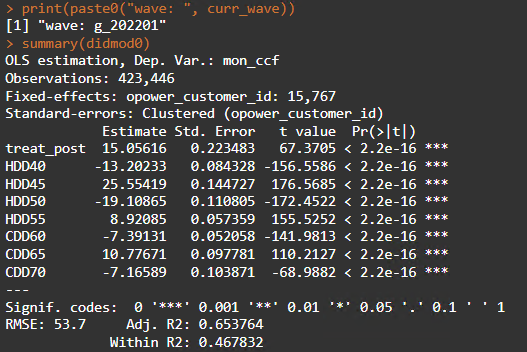 > print(paste0("wave: ", curr_wave))
[1] "wave: g_202201"
> summary(didmod0)
OLS estimation, Dep. Var.: mon_ccf
Observations: 423,446
Fixed-effects: opower_customer_id: 15,767
Standard-errors: Clustered (opower_customer_id)
Estimate Std. Error t value Pr(>|t|)
treat_post 15.05616 0.223483 67.3705 < 2.2e-16 ***
HDD40 -13.20233 0.084328 -156.5586 < 2.2e-16 ***
HDD45 25.55419 0.144727 176.5685 < 2.2e-16 ***
HDD50 -19.10865 0.110805 -172.4522 < 2.2e-16 ***
HDD55 8.92085 0.057359 155.5252 < 2.2e-16 ***
CDD60 -7.39131 0.052058 -141.9813 < 2.2e-16 ***
CDD65 10.77671 0.097781 110.2127 < 2.2e-16 ***
CDD70 -7.16589 0.103871 -68.9882 < 2.2e-16 ***
---
Signif. codes: 0 '***' 0.001 '**' 0.01 '*' 0.05 '.' 0.1 ' ' 1
RMSE: 53.7 Adj. R2: 0.653764
Within R2: 0.467832